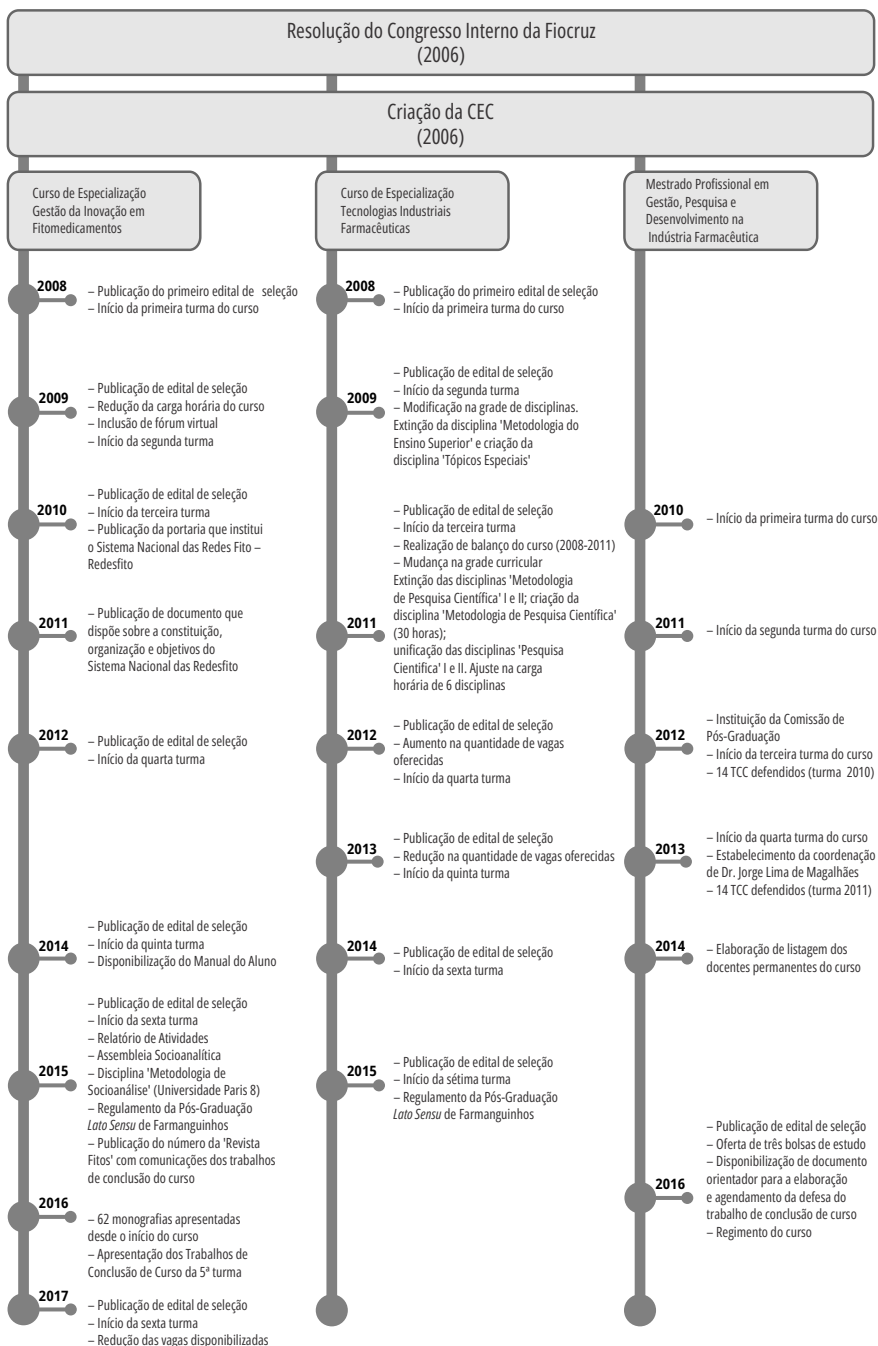 Resolução do Congresso Interno da Fiocruz
(2006)
Criação da CEC
(2006)
Curso de Especialização
Gestão da Inovação em
Fitomedicamentos
2008
– Publicação do primeiro edital de seleção
– Início da primeira turma do curso
2009
– Publicação de edital de seleção
– Redução da carga horária do curso
– Inclusão de fórum virtual
– Início da segunda turma
2010
– Publicação de edital de seleção
– Início da terceira turma
– Publicação da portaria que institui
o Sistema Nacional das Redes Fito –
Redesfito
2011
– Publicação de documento que
dispõe sobre a constituição,
organização e objetivos do
Sistema Nacional das Redesfito
2012
– Publicação de edital de seleção
– Início da quarta turma
2014
– Publicação de edital de seleção
– Início da quinta turma
– Disponibilização do Manual do Aluno
2015
– Publicação de edital de seleção
– Início da sexta turma
– Relatório de Atividades
– Assembleia Socioanalítica
– Disciplina 'Metodologia de
Socioanálise' (Universidade Paris 8)
– Regulamento da Pós-Graduação
Lato Sensu de Farmanguinhos
– Publicação do número da 'Revista
Fitos' com comunicações dos trabalhos
de conclusão do curso
2016
– 62 monografias apresentadas
desde o início do curso
– Apresentação dos Trabalhos de
Conclusão de Curso da 5ª turma
2017
– Publicação de edital de seleção
– Início da sexta turma
– Redução das vagas disponibilizadas
Curso de Especialização
Tecnologias Industriais
Farmacêuticas
2008
– Publicação do primeiro edital de seleção
– Início da primeira turma do curso
2009
– Publicação de edital de seleção
– Início da segunda turma
– Modificação na grade de disciplinas.
Extinção da disciplina 'Metodologia do
Ensino Superior' e criação da
disciplina 'Tópicos Especiais'
2011
– Publicação de edital de seleção
– Início da terceira turma
– Realização de balanço do curso (2008-2011)
– Mudança na grade curricular
Extinção das disciplinas 'Metodologia
de Pesquisa Científica' I e II; criação da
disciplina 'Metodologia de Pesquisa Científica'
(30 horas);
unificação das disciplinas 'Pesquisa
Cientifica' I e II. Ajuste na carga
horária de 6 disciplinas
2012
– Publicação de edital de seleção
– Aumento na quantidade de vagas
oferecidas
– Início da quarta turma
2013
– Publicação de edital de seleção
– Redução na quantidade de vagas oferecidas
– Início da quinta turma
2014
– Publicação de edital de seleção
– Início da sexta turma
2015
– Publicação de edital de seleção
– Início da sétima turma
– Regulamento da Pós-Graduação
Lato Sensu de Farmanguinhos
Mestrado Profissional em
Gestão, Pesquisa e
Desenvolvimento na
Indústria Farmacêutica
2010
– Início da primeira turma do curso
2011
– Início da segunda turma do curso
2012
– Instituição da Comissão de
Pós-Graduação
– Início da terceira turma do curso
– 14 TCC defendidos (turma 2010)
2013
– Início da quarta turma do curso
– Estabelecimento da coordenação
de Dr. Jorge Lima de Magalhães
– 14 TCC defendidos (turma 2011)
2014
– Elaboração de listagem dos
docentes permanentes do curso
2016
– Publicação de edital de seleção
– Oferta de três bolsas de estudo
– Disponibilização de documento
orientador para a elaboração
e agendamento da defesa do
trabalho de conclusão de curso
– Regimento do curso